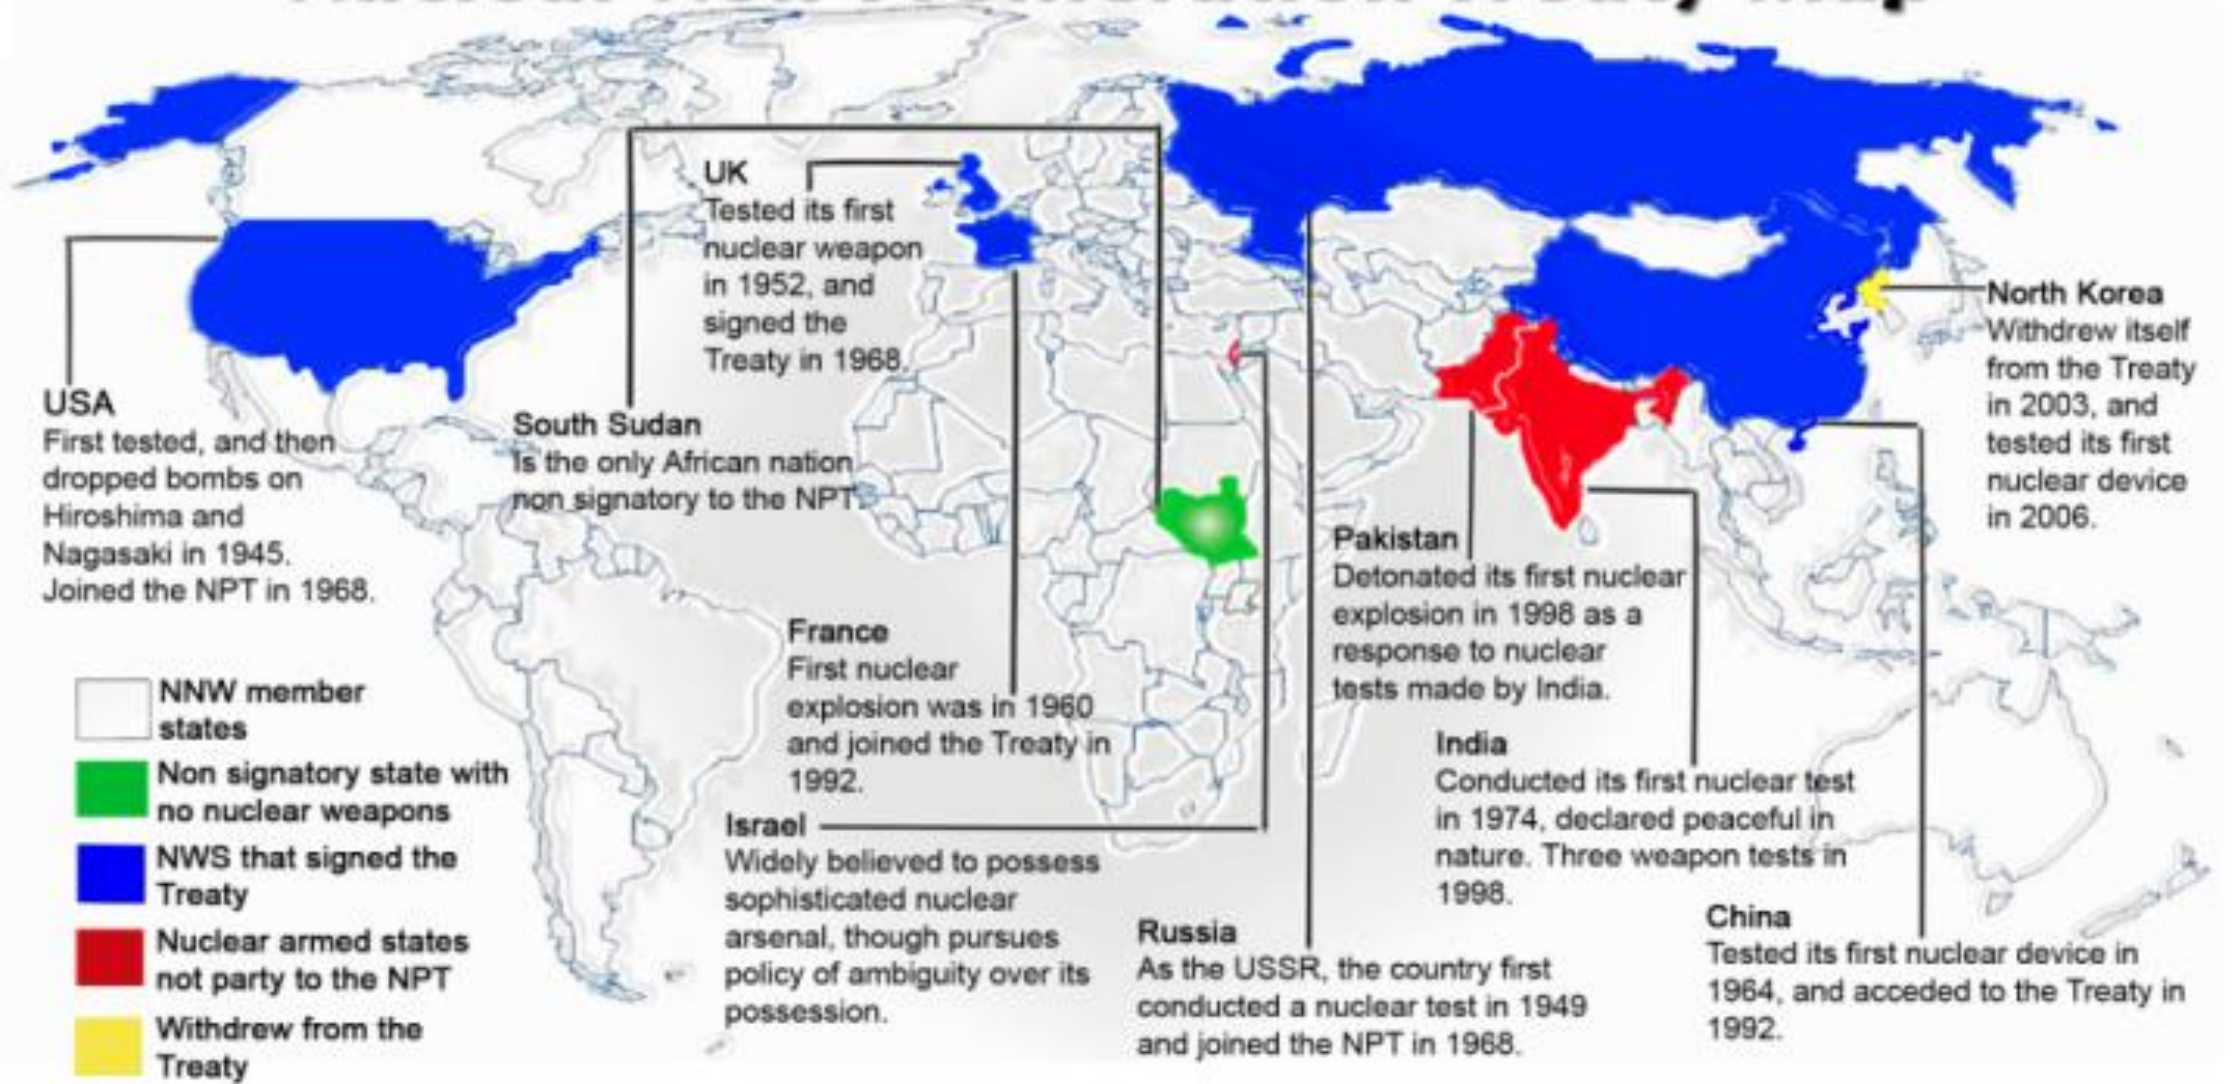 UK
Tested its first
nuclear weapon
in 1952, and
signed the
Treaty in 1968.
North Korea
Withdrew itself
from the Treaty
in 2003, and
tested its first
nuclear device
in 2006.
USA
First tested, and then
dropped bombs on
Hiroshima and
Nagasaki in 1945.
Joined the NPT in 1968.
South Sudan
Is the only African nation
non signatory to the NPT.
Pakistan
Detonated its first nuclear
explosion in 1998 as a
response to nuclear
tests made by India.
France
First nuclear
explosion was in 1960
and joined the Treaty in
1992.
India
Conducted its first nuclear test
in 1974, declared peaceful in
nature. Three weapon tests in
1998.
Israel
Widely believed to possess
sophisticated nuclear
arsenal, though pursues
policy of ambiguity over its
possession.
Russia
As the USSR, the country first
conducted a nuclear test in 1949
and joined the NPT in 1968.
China
Tested its first nuclear device in
1964, and acceded to the Treaty in
1992.
NNW member
states
Non signatory state with
no nuclear weapons
NWS that signed the
Treaty
Nuclear armed states
not party to the NPT
Withdrew from the
Treaty